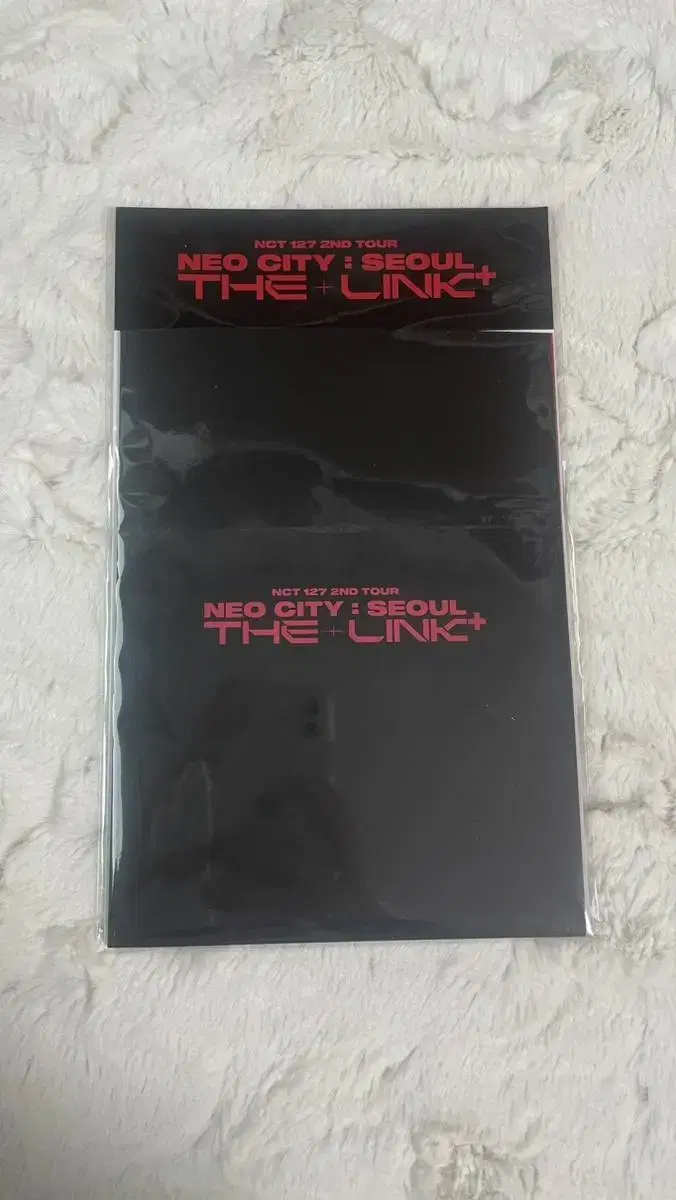 NCT 127 2ND TOUR
NEO CITY : SEOUL
THE + LINK+
NCT 127 2ND TOUR
NEO CITY : SEOUL
THE + LINK+